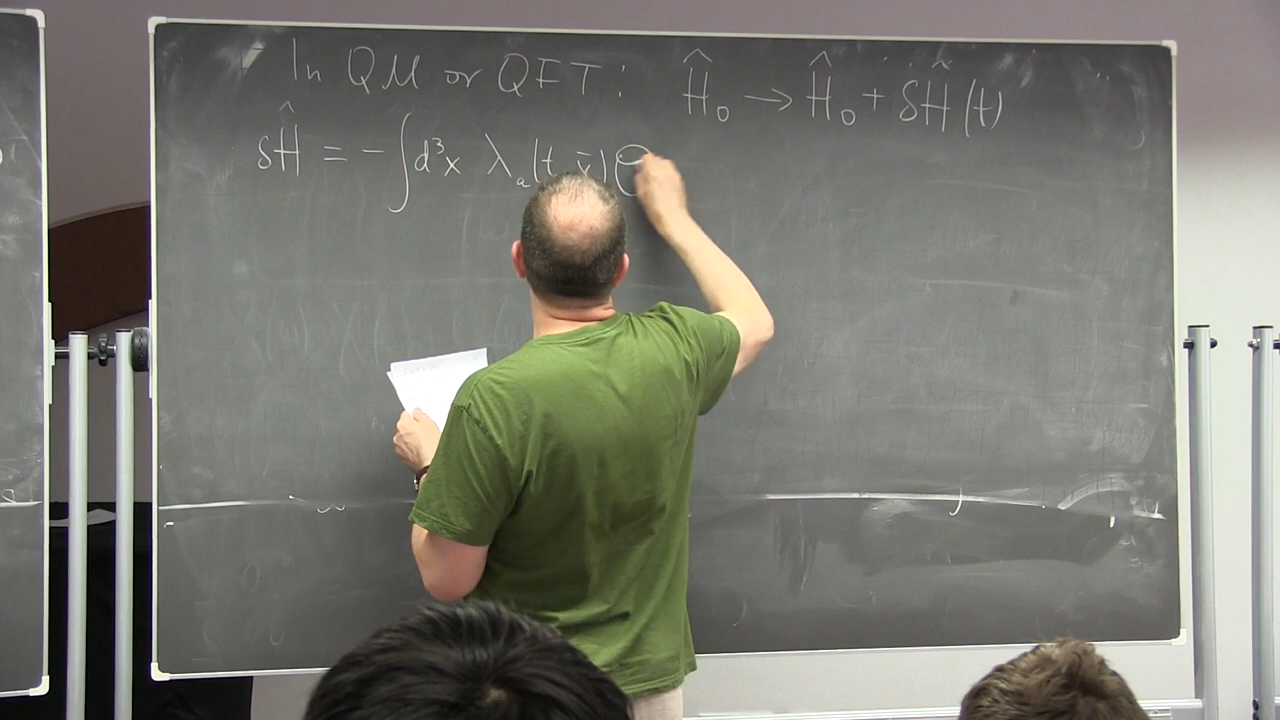 In QM or QFT: Ĥ₀ → Ĥ₀ + δĤ(t)
δĤ = -∫d³x λₐ(t, x̄) O